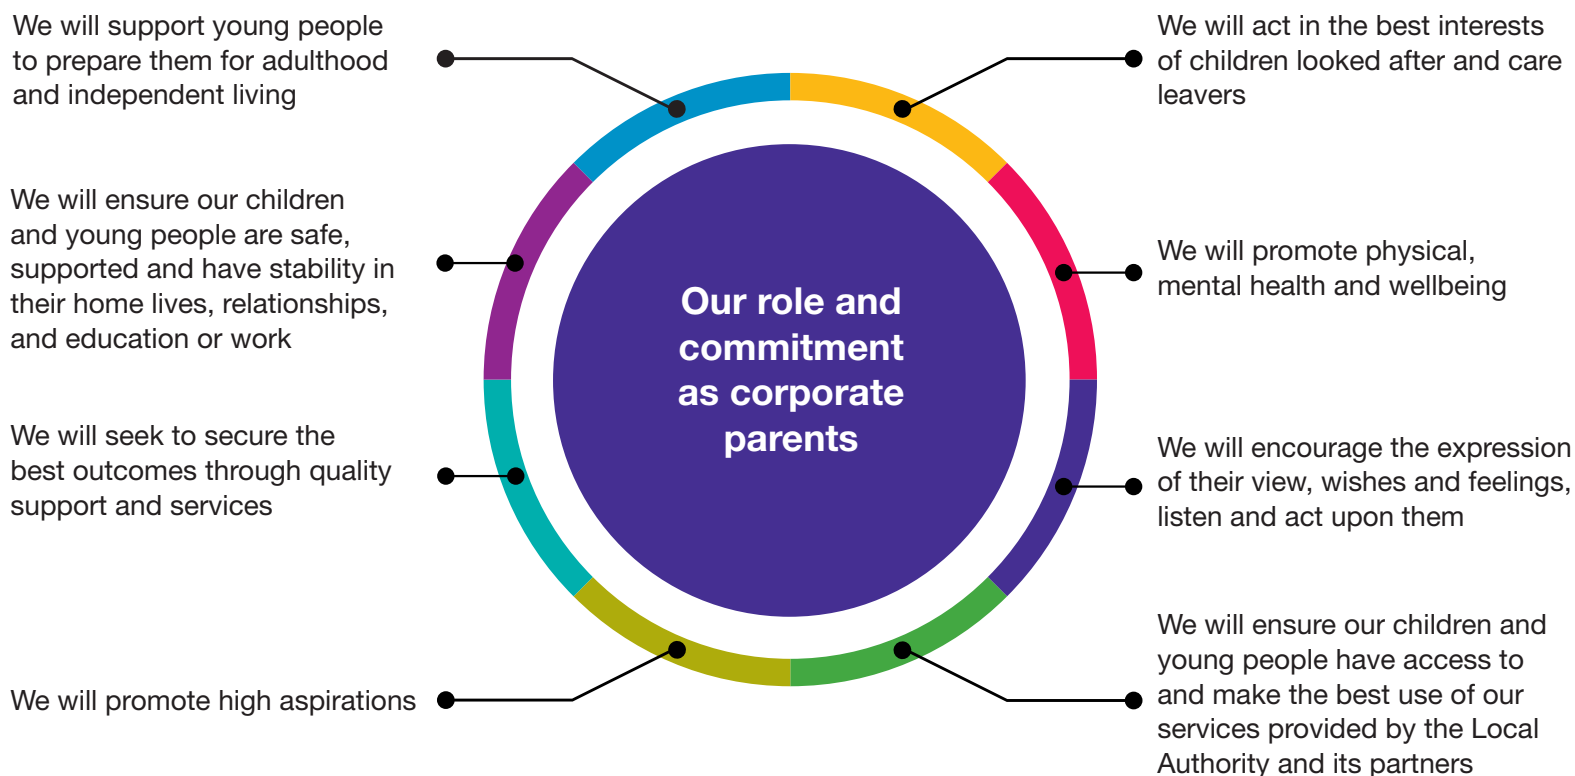 We will support young people
to prepare them for adulthood
and independent living
We will ensure our children
and young people are safe,
supported and have stability in
their home lives, relationships,
and education or work
We will seek to secure the
best outcomes through quality
support and services
We will promote high aspirations
Our role and
commitment
as corporate
parents
We will act in the best interests
of children looked after and care
leavers
We will promote physical,
mental health and wellbeing
We will encourage the expression
of their view, wishes and feelings,
listen and act upon them
We will ensure our children and
young people have access to
and make the best use of our
services provided by the Local
Authority and its partners